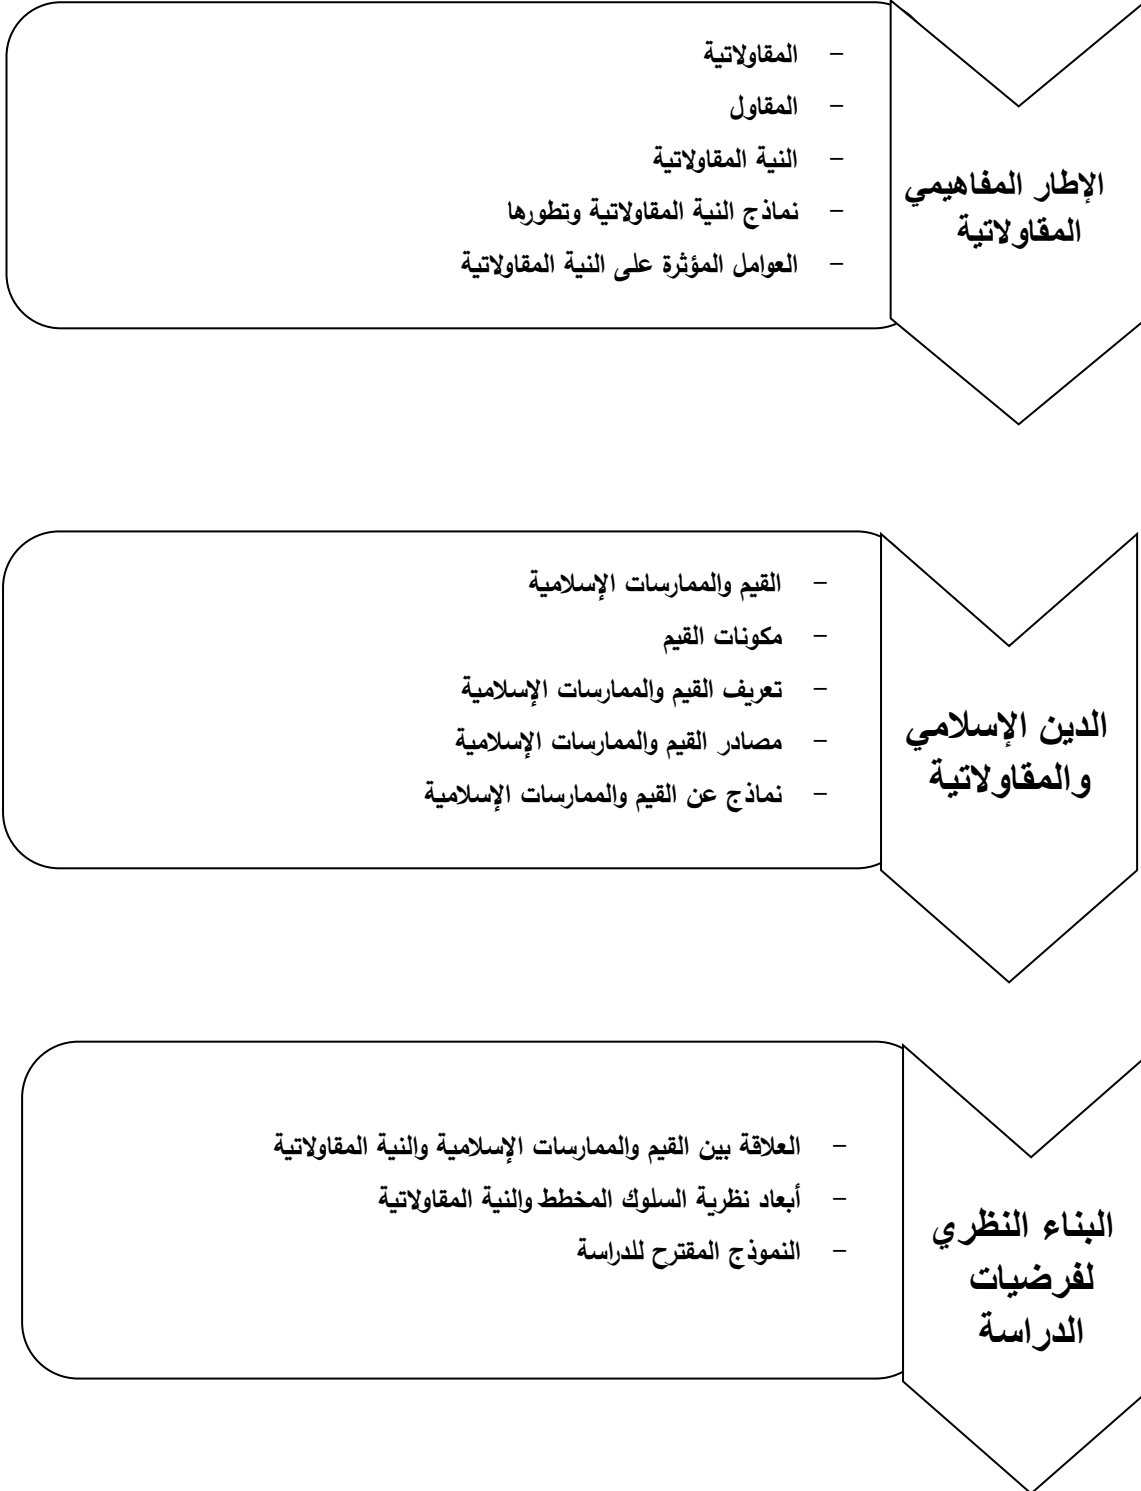 الإطار المفاهيمي
المقاولاتية
- المقاولاتية
- المقاول
- النية المقاولاتية
- نماذج النية المقاولاتية وتطورها
- العوامل المؤثرة على النية المقاولاتية
الدين الإسلامي
والمقاولاتية
- القيم والممارسات الإسلامية
- مكونات القيم
- تعريف القيم والممارسات الإسلامية
- مصادر القيم والممارسات الإسلامية
- نماذج عن القيم والممارسات الإسلامية
البناء النظري
لفرضيات
الدراسة
- العلاقة بين القيم والممارسات الإسلامية والنية المقاولاتية
- أبعاد نظرية السلوك المخطط والنية المقاولاتية
- النموذج المقترح للدراسة